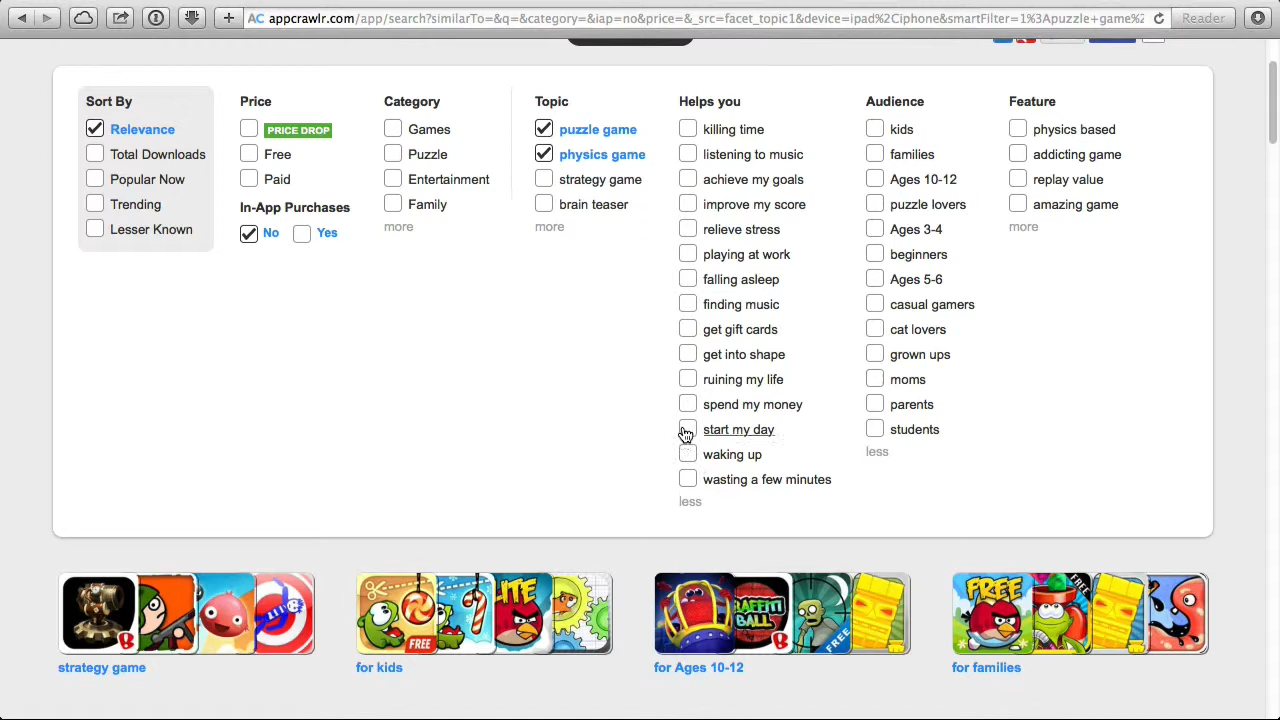 appcrawlr.com/app/search?similarTo=&q=&category=&iap=no&price=&_src=facet_topic1&device=ipad%2Ciphone&smartFilter=1%3Apuzzle+game%2
Reader
Sort By
Relevance
Total Downloads
Popular Now
Trending
Lesser Known
Price
PRICE DROP
Free
Paid
In-App Purchases
No Yes
Category
Games
Puzzle
Entertainment
Family
more
Topic
puzzle game
physics game
strategy game
brain teaser
more
Helps you
killing time
listening to music
achieve my goals
improve my score
relieve stress
playing at work
falling asleep
finding music
get gift cards
get into shape
ruining my life
spend my money
start my day
waking up
wasting a few minutes
less
Audience
kids
families
Ages 10-12
puzzle lovers
Ages 3-4
beginners
Ages 5-6
casual gamers
cat lovers
grown ups
moms
parents
students
less
Feature
physics based
addicting game
replay value
amazing game
more
FREE
LITE
GRAFFITI
BALL
FREE
FREE
FREE
strategy game
for kids
for Ages 10-12
for families